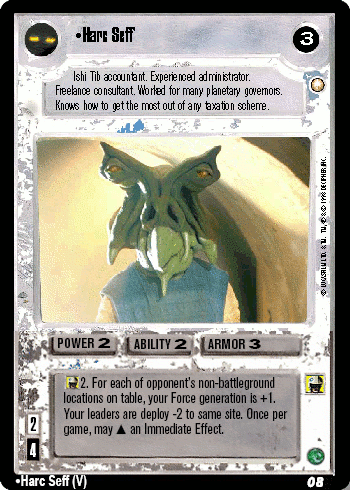 •Harc Seff
3
Ishi Tib accountant. Experienced administrator.
Freelance consultant. Worked for many planetary governors.
Knows how to get the most out of any taxation scheme.
POWER 2 ABILITY 2 ARMOR 3
2. For each of opponent's non-battleground
locations on table, your Force generation is +1.
Your leaders are deploy -2 to same site. Once per
game, may ▲ an Immediate Effect.
2
4
•Harc Seff (V)
08